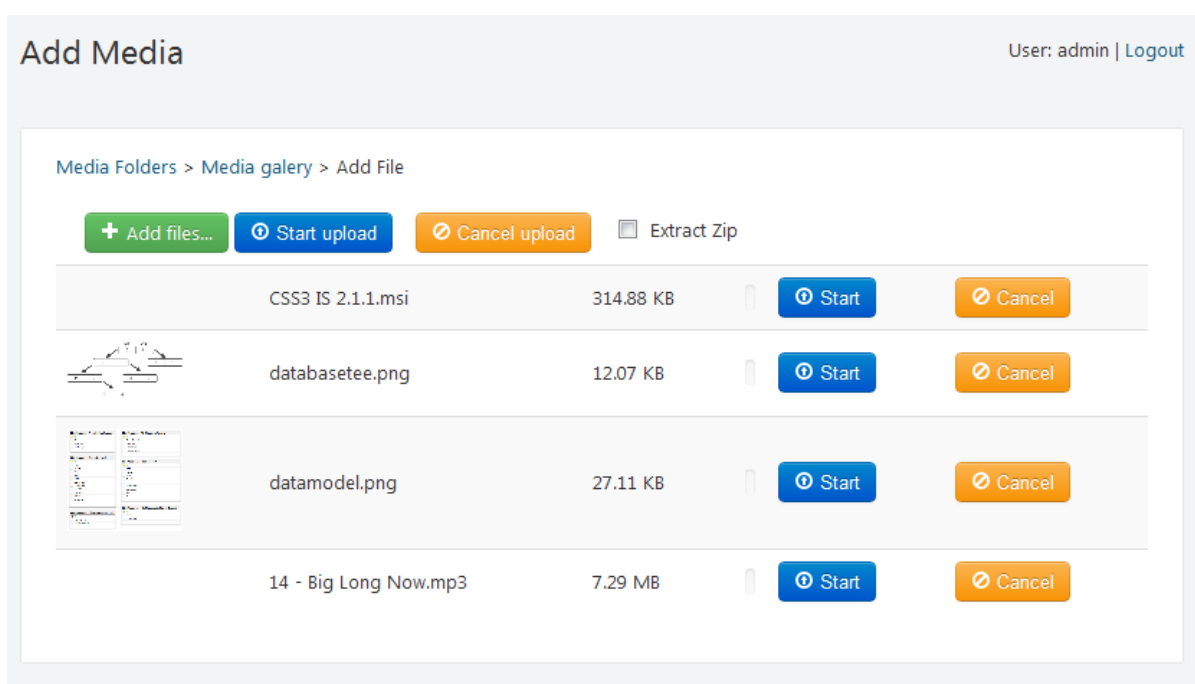 Add Media
User: admin | Logout
Media Folders > Media galery > Add File
Add files... Start upload Cancel upload Extract Zip
CSS3 IS 2.1.1.msi 314.88 KB Start Cancel
databasetee.png 12.07 KB Start Cancel
datamodel.png 27.11 KB Start Cancel
14 - Big Long Now.mp3 7.29 MB Start Cancel